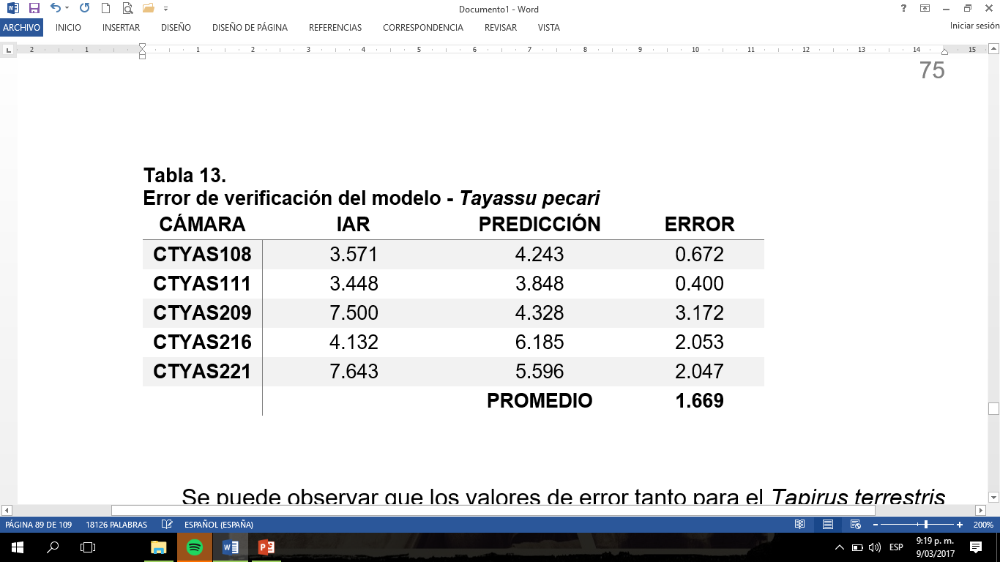 Documento1 - Word
ARCHIVO INICIO INSERTAR DISEÑO DISEÑO DE PÁGINA REFERENCIAS CORRESPONDENCIA REVISAR VISTA Iniciar sesión
2 1 1 2 3 4 5 6 7 8 9 10 11 12 13 14 15
75
Tabla 13.
Error de verificación del modelo - Tayassu pecari
CÁMARA IAR PREDICCIÓN ERROR
CTYAS108 3.571 4.243 0.672
CTYAS111 3.448 3.848 0.400
CTYAS209 7.500 4.328 3.172
CTYAS216 4.132 6.185 2.053
CTYAS221 7.643 5.596 2.047
PROMEDIO 1.669
Se puede observar que los valores de error tanto para el Tapirus terrestris
PÁGINA 89 DE 109 18126 PALABRAS ESPAÑOL (ESPAÑA) 200%
ESP 9:19 p. m.
9/03/2017